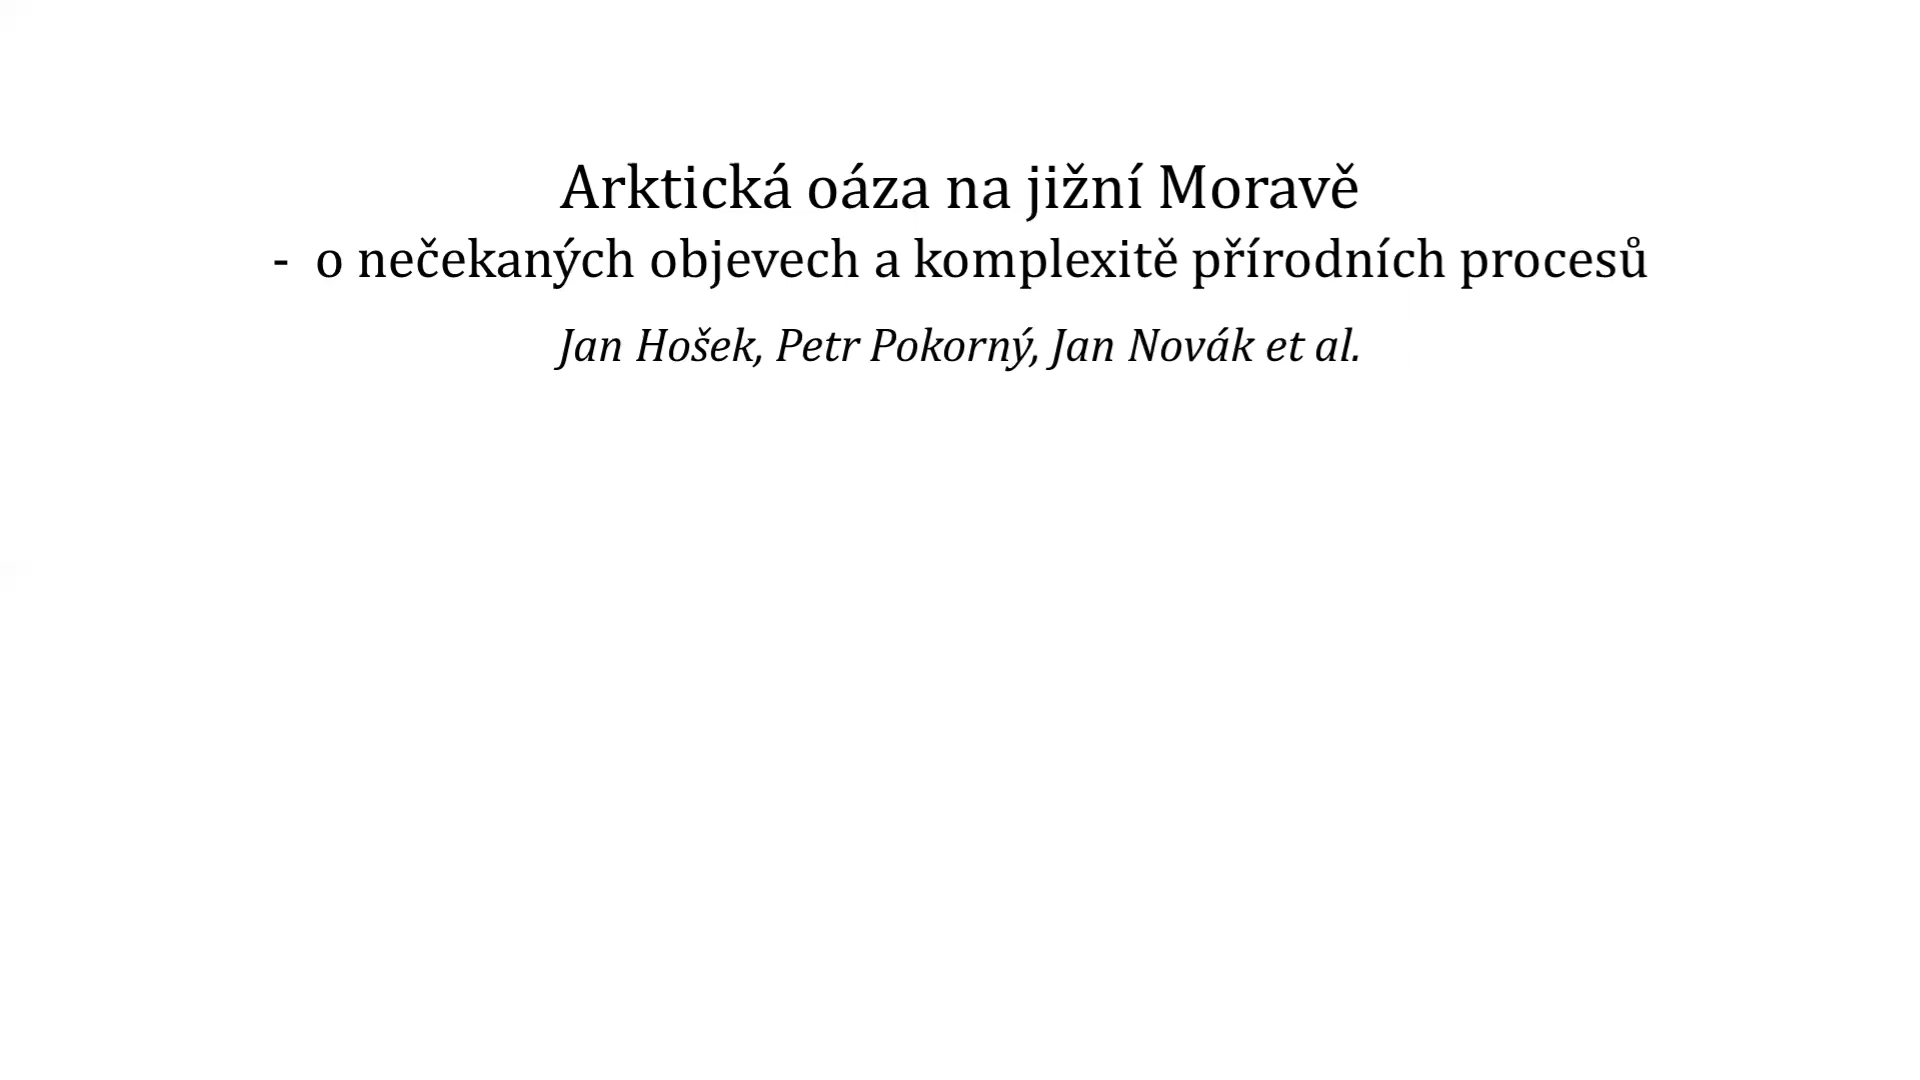 Arktická oáza na jižní Moravě
- o nečekaných objevech a komplexitě přírodních procesů
Jan Hošek, Petr Pokorný, Jan Novák et al.